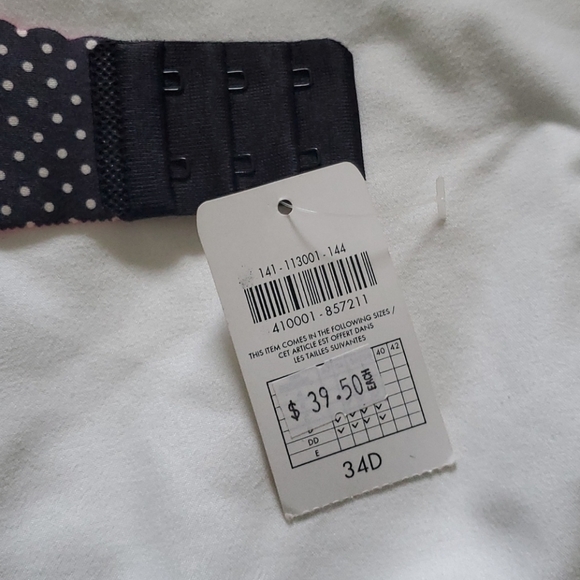 141-113001-144
410001-857211
THIS ITEM COMES IN THE FOLLOWING SIZES /
CET ARTICLE EST OFFERT DANS
LES TAILLES SUIVANTES
40 42
$ 39.50 EACH
DD
E
34D